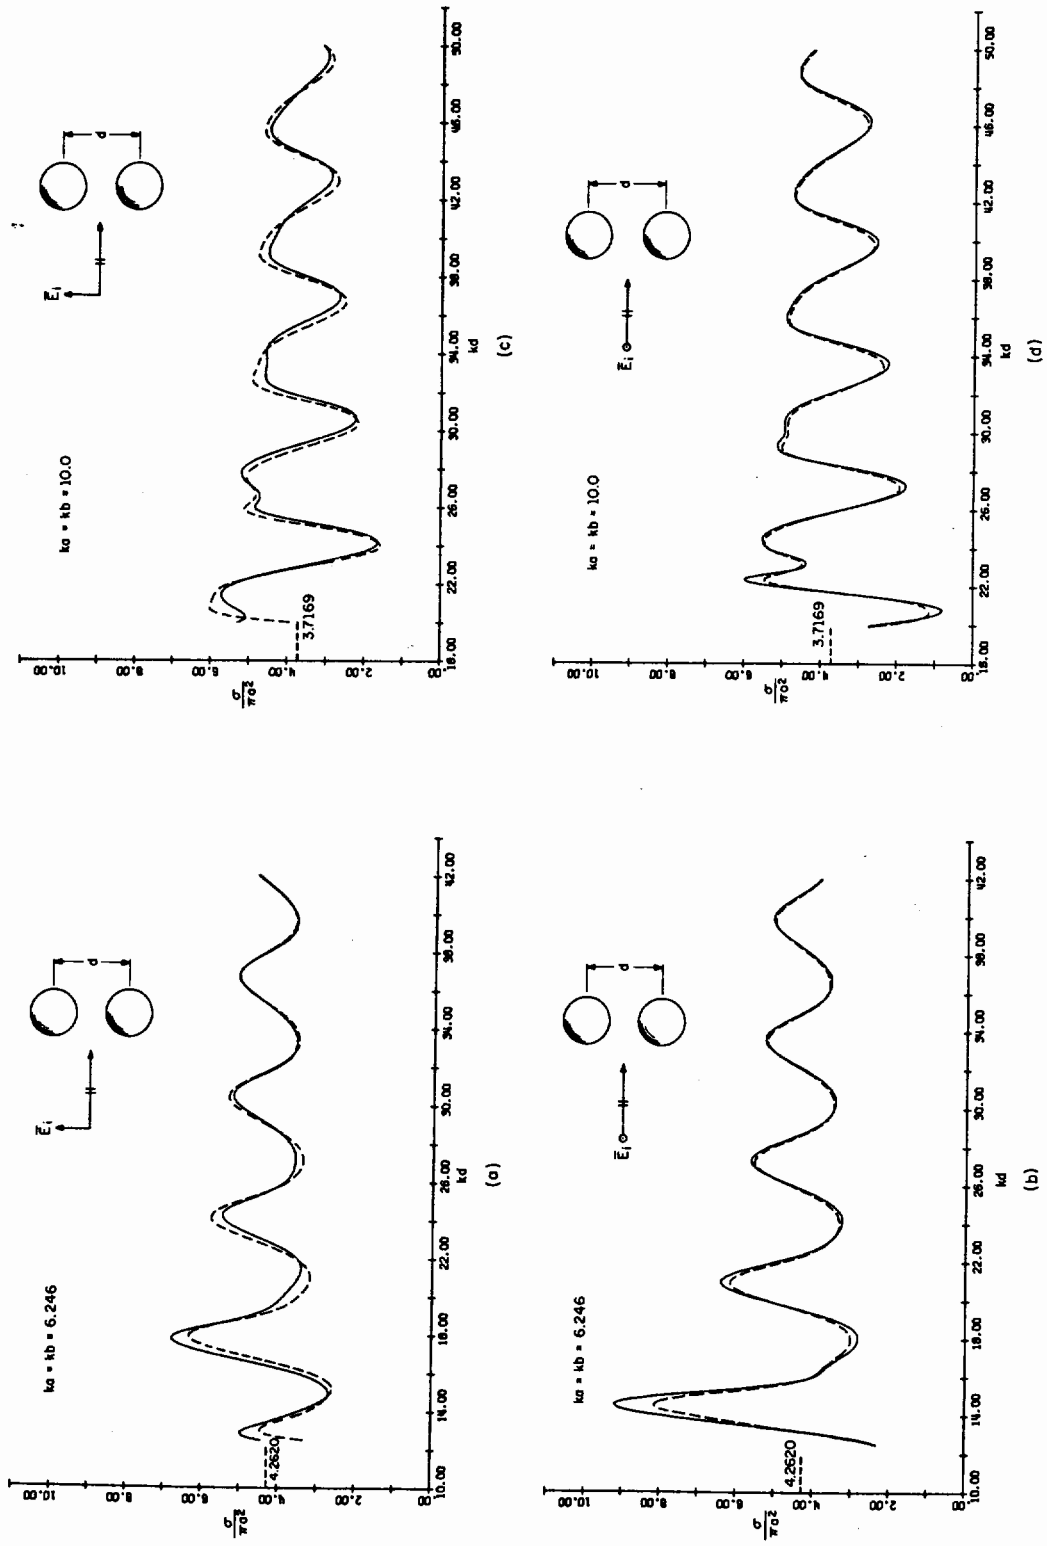 ka = kb = 6.246
E̅i
d
σ/πa²
10.00
8.00
6.00
4.00
2.00
.00
4.2620
10.00
14.00
18.00
22.00
26.00
30.00
34.00
38.00
42.00
kd
(a)
ka = kb = 6.246
E̅i
d
σ/πa²
10.00
8.00
6.00
4.00
2.00
.00
4.2620
10.00
14.00
18.00
22.00
26.00
30.00
34.00
38.00
42.00
kd
(b)
ka = kb = 10.0
E̅i
d
σ/πa²
10.00
8.00
6.00
4.00
2.00
.00
3.7169
18.00
22.00
26.00
30.00
34.00
38.00
42.00
46.00
50.00
kd
(c)
ka = kb = 10.0
E̅i
d
σ/πa²
10.00
8.00
6.00
4.00
2.00
.00
3.7169
18.00
22.00
26.00
30.00
34.00
38.00
42.00
46.00
50.00
kd
(d)